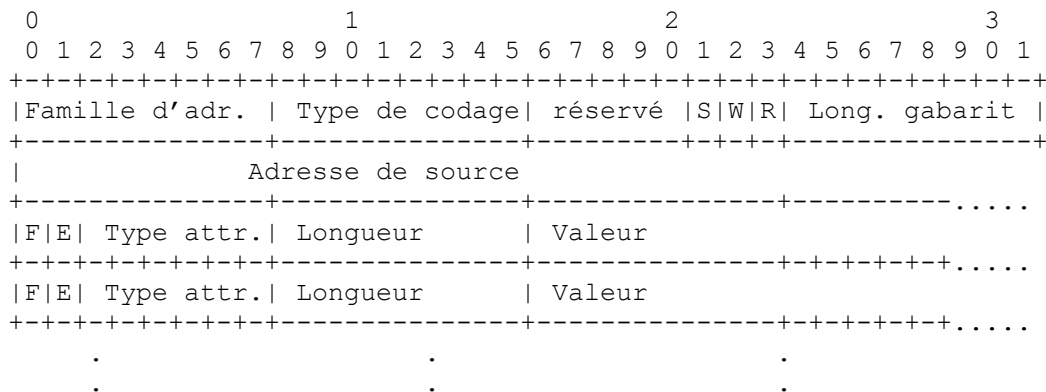 0                   1                   2                   3
 0 1 2 3 4 5 6 7 8 9 0 1 2 3 4 5 6 7 8 9 0 1 2 3 4 5 6 7 8 9 0 1
+-+-+-+-+-+-+-+-+-+-+-+-+-+-+-+-+-+-+-+-+-+-+-+-+-+-+-+-+-+-+-+-+
|Famille d’adr. | Type de codage| réservé |S|W|R| Long. gabarit |
+---------------+---------------+---------+-+-+-+---------------+
|              Adresse de source
+---------------+---------------+---------------+----------.....
|F|E| Type attr.| Longueur      | Valeur
+-+-+-+-+-+-+-+-+---------------+---------------+-+-+-+-+-+.....
|F|E| Type attr.| Longueur      | Valeur
+-+-+-+-+-+-+-+-+---------------+---------------+-+-+-+-+-+.....
     .                    .                     .
     .                    .                     .